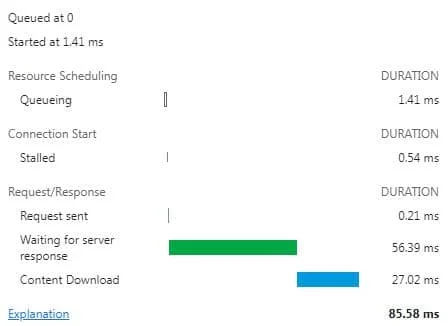 Queued at 0
Started at 1.41 ms
Resource Scheduling DURATION
Queueing 1.41 ms
Connection Start DURATION
Stalled 0.54 ms
Request/Response DURATION
Request sent 0.21 ms
Waiting for server
response 56.39 ms
Content Download 27.02 ms
Explanation 85.58 ms